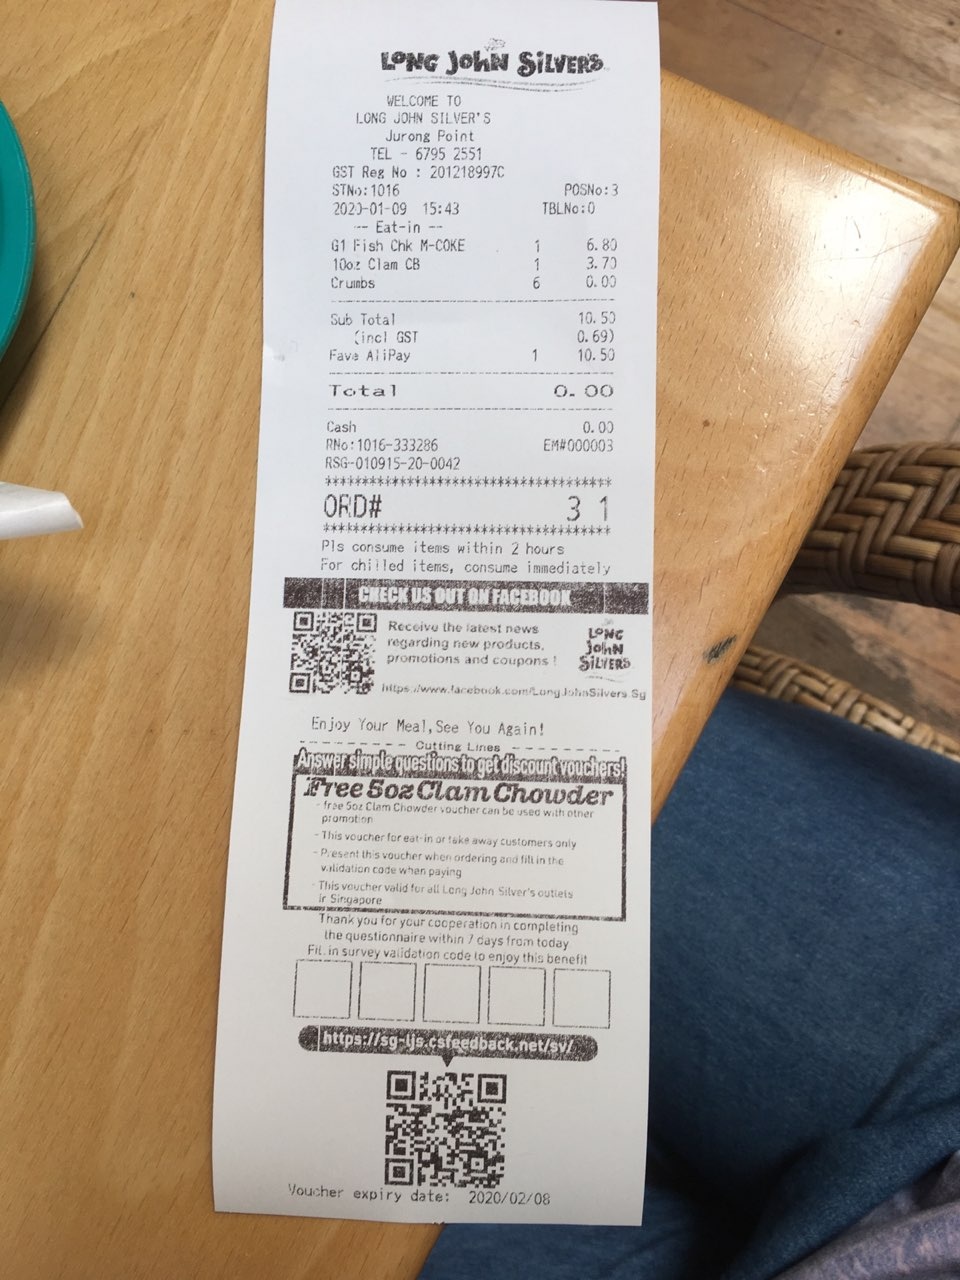 LONG JOHN SILVER'S
WELCOME TO
LONG JOHN SILVER'S
Jurong Point
TEL - 6795 2551
GST Reg No : 201218997C
STNo:1016 POSNo:3
2020-01-09 15:43 TBLNo:0
-- Eat-in --
G1 Fish Chk M-COKE 1 6.80
10oz Clam CB 1 3.70
Crumbs 6 0.00
Sub Total 10.50
(incl GST 0.69)
Fave AliPay 1 10.50
Total 0.00
Cash 0.00
RNo:1016-333286 EM#000003
RSG-010915-20-0042
****************************************
ORD# 31
****************************************
Pls consume items within 2 hours
For chilled items, consume immediately
CHECK US OUT ON FACEBOOK
Receive the latest news
regarding new products,
promotions and coupons !
LONG
JOHN
SILVERS
https://www.facebook.com/LongJohnSilvers.Sg
Enjoy Your Meal,See You Again!
Cutting Lines
Answer simple questions to get discount vouchers!
Free 5oz Clam Chowder
- free 5oz Clam Chowder voucher can be used with other
promotion
- This voucher for eat-in or take away customers only
- Present this voucher when ordering and fill in the
validation code when paying
- This voucher valid for all Long John Silver's outlets
in Singapore
Thank you for your cooperation in completing
the questionnaire within 7 days from today
Fill in survey validation code to enjoy this benefit
https://sg-ljs.csfeedback.net/sv/
Voucher expiry date: 2020/02/08